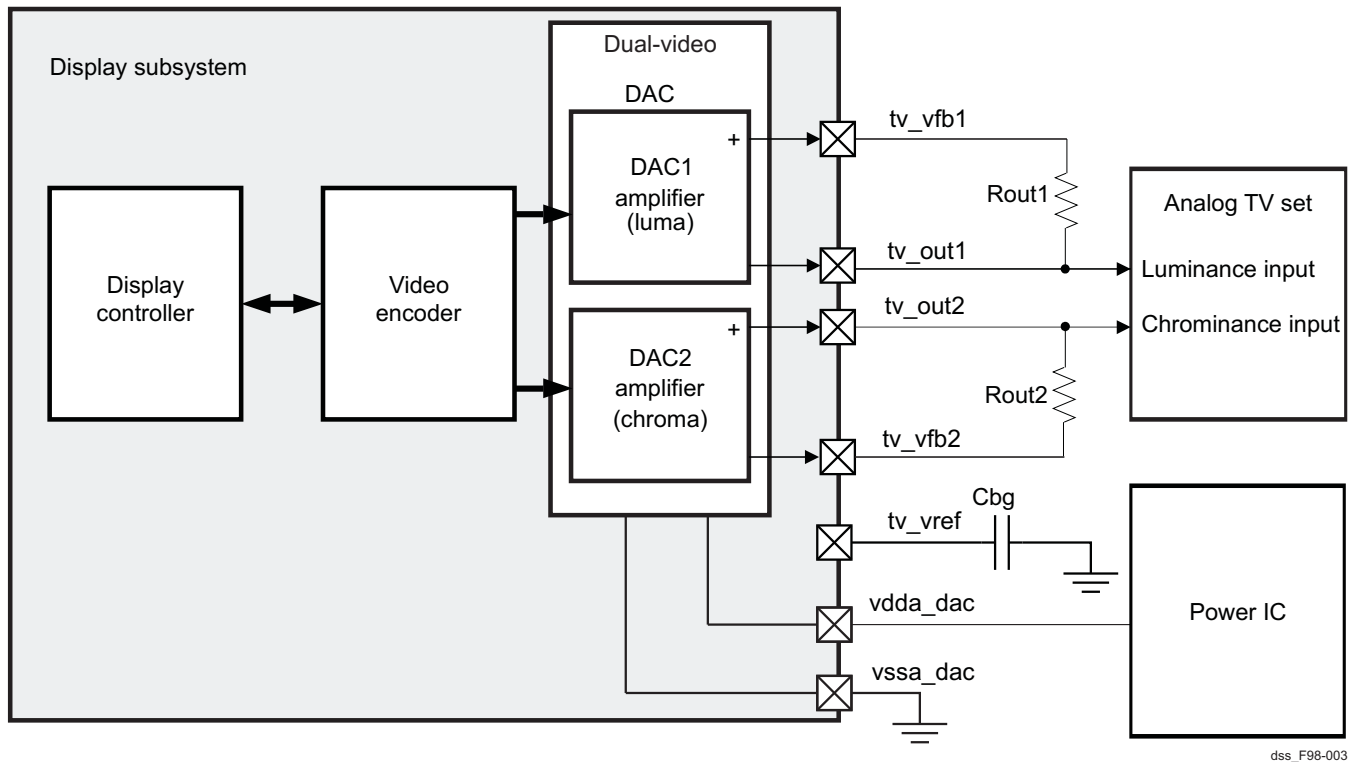 Display subsystem
Dual-video
DAC
+
DAC1
amplifier
(luma)
+
DAC2
amplifier
(chroma)
Display
controller
Video
encoder
tv_vfb1
Rout1
tv_out1
tv_out2
Rout2
tv_vfb2
Cbg
tv_vref
vdda_dac
vssa_dac
Analog TV set
Luminance input
Chrominance input
Power IC
dss_F98-003